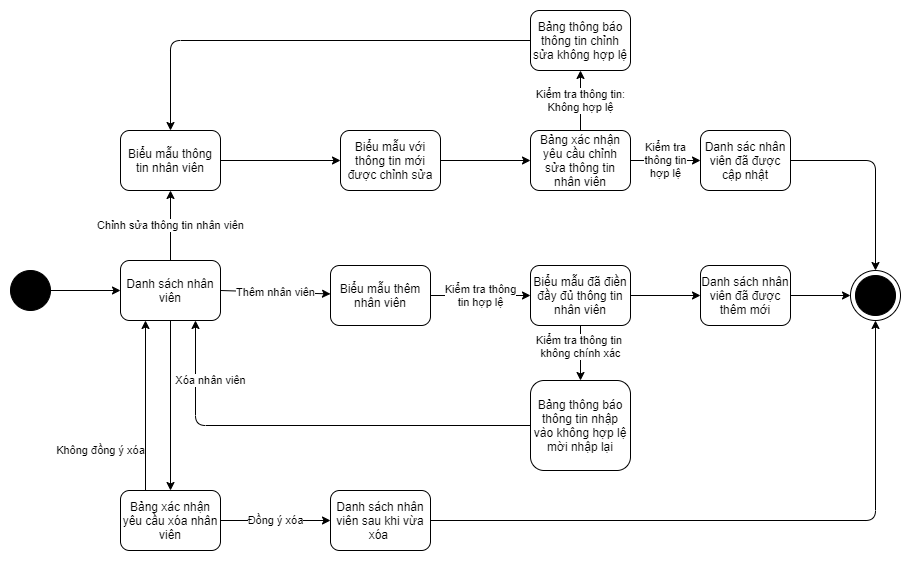 Bảng thông báo
thông tin chỉnh
sửa không hợp lệ
Kiểm tra thông tin:
Không hợp lệ
Biểu mẫu thông
tin nhân viên
Biểu mẫu với
thông tin mới
được chỉnh sửa
Bảng xác nhận
yêu cầu chỉnh
sửa thông tin
nhân viên
Kiểm tra
thông tin
hợp lệ
Danh sác nhân
viên đã được
cập nhật
Chỉnh sửa thông tin nhân viên
Danh sách nhân
viên
Thêm nhân viên
Biểu mẫu thêm
nhân viên
Kiểm tra thông
tin hợp lệ
Biểu mẫu đã điền
đầy đủ thông tin
nhân viên
Danh sách nhân
viên đã được
thêm mới
Kiểm tra thông tin
không chính xác
Xóa nhân viên
Bảng thông báo
thông tin nhập
vào không hợp lệ
mời nhập lại
Không đồng ý xóa
Bảng xác nhận
yêu cầu xóa nhân
viên
Đồng ý xóa
Danh sách nhân
viên sau khi vừa
xóa